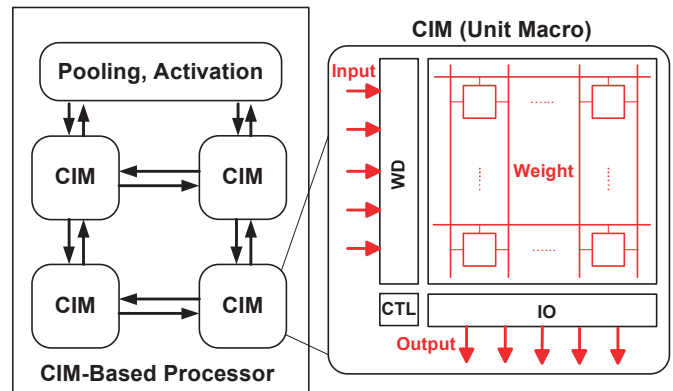 Pooling, Activation
CIM
CIM
CIM
CIM
CIM-Based Processor
CIM (Unit Macro)
Input
WD
Weight
CTL
IO
Output